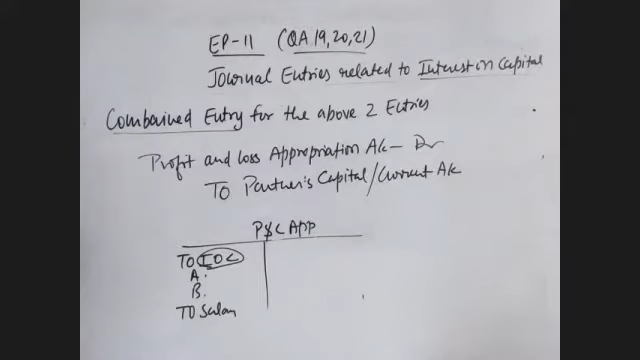 EP-11 (QA 19,20,21)
Journal Entries related to Interest on Capital
Combained Entry for the above 2 Entries
Profit and loss Appropriation A/c - Dr
TO Partner's Capital/Current A/c
P&L APP
TO IOC
A.
B.
TO Salary